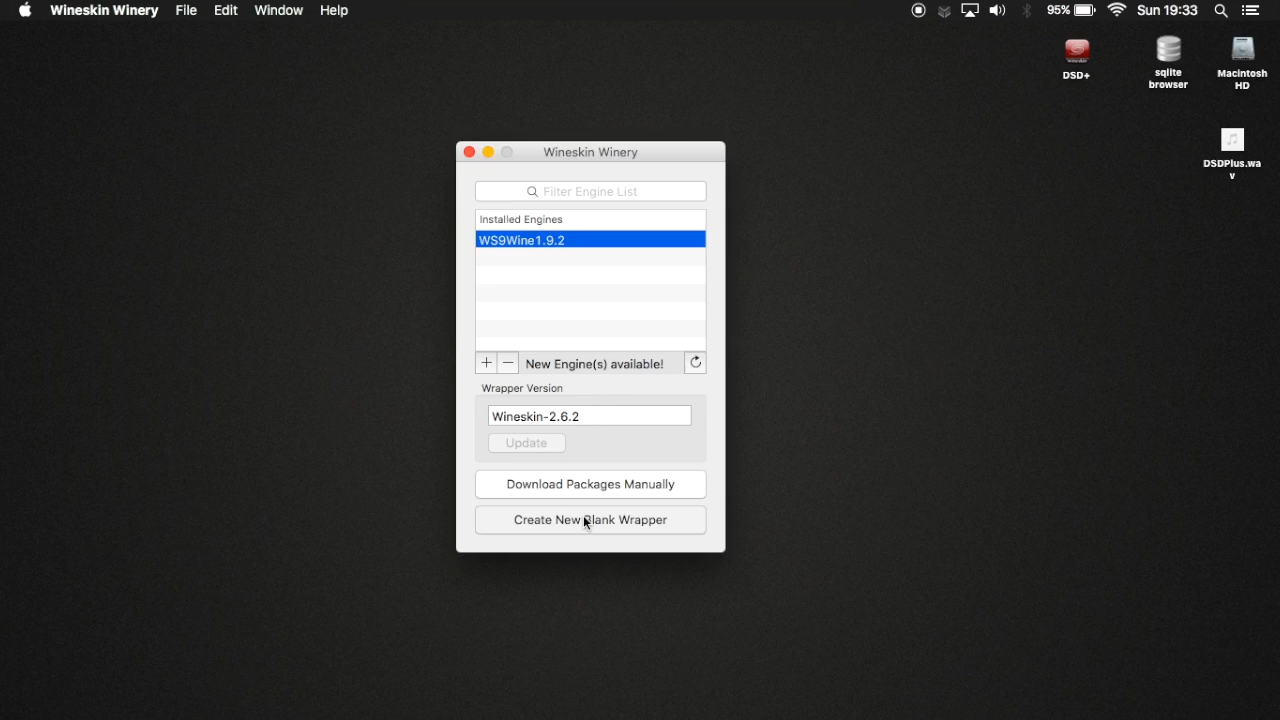 Wineskin Winery File Edit Window Help 95% Sun 19:33
DSD+
sqlite
browser
Macintosh
HD
DSDPlus.wa
v
Wineskin Winery
Filter Engine List
Installed Engines
WS9Wine1.9.2
+ − New Engine(s) available!
Wrapper Version
Wineskin-2.6.2
Update
Download Packages Manually
Create New Blank Wrapper